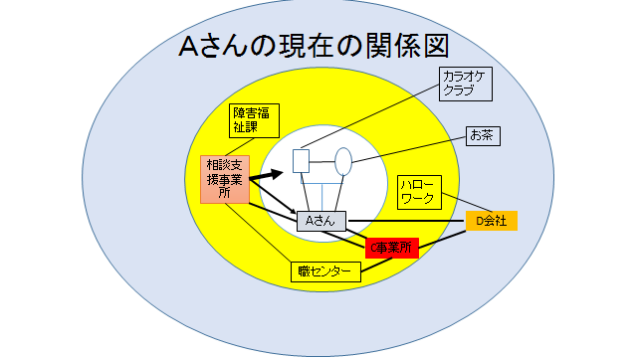 Aさんの現在の関係図
カラオケ
クラブ
障害福
祉課
お茶
相談支
援事業
所
ハロー
ワーク
Aさん
D会社
C事業所
職センター